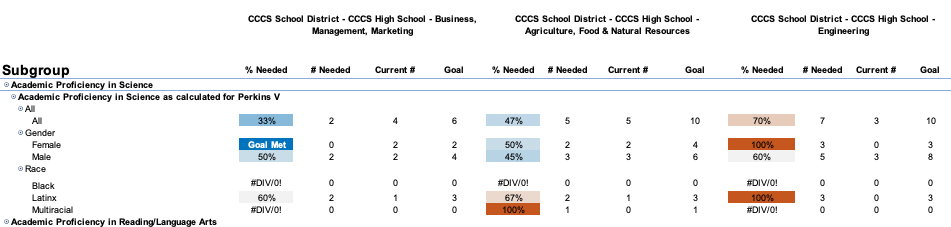 CCCS School District - CCCS High School - Business, CCCS School District - CCCS High School - CCCS School District - CCCS High School -
Management, Marketing Agriculture, Food & Natural Resources Engineering
Subgroup % Needed # Needed Current # Goal % Needed # Needed Current # Goal % Needed # Needed Current # Goal
Academic Proficiency in Science
Academic Proficiency in Science as calculated for Perkins V
All
All 33% 2 4 6 47% 5 5 10 70% 7 3 10
Gender
Female Goal Met 0 2 2 50% 2 2 4 100% 3 0 3
Male 50% 2 2 4 45% 3 3 6 60% 5 3 8
Race
Black #DIV/0! 0 0 0 #DIV/0! 0 0 0 #DIV/0! 0 0 0
Latinx 60% 2 1 3 67% 2 1 3 100% 3 0 3
Multiracial #DIV/0! 0 0 0 100% 1 0 1 #DIV/0! 0 0 0
Academic Proficiency in Reading/Language Arts